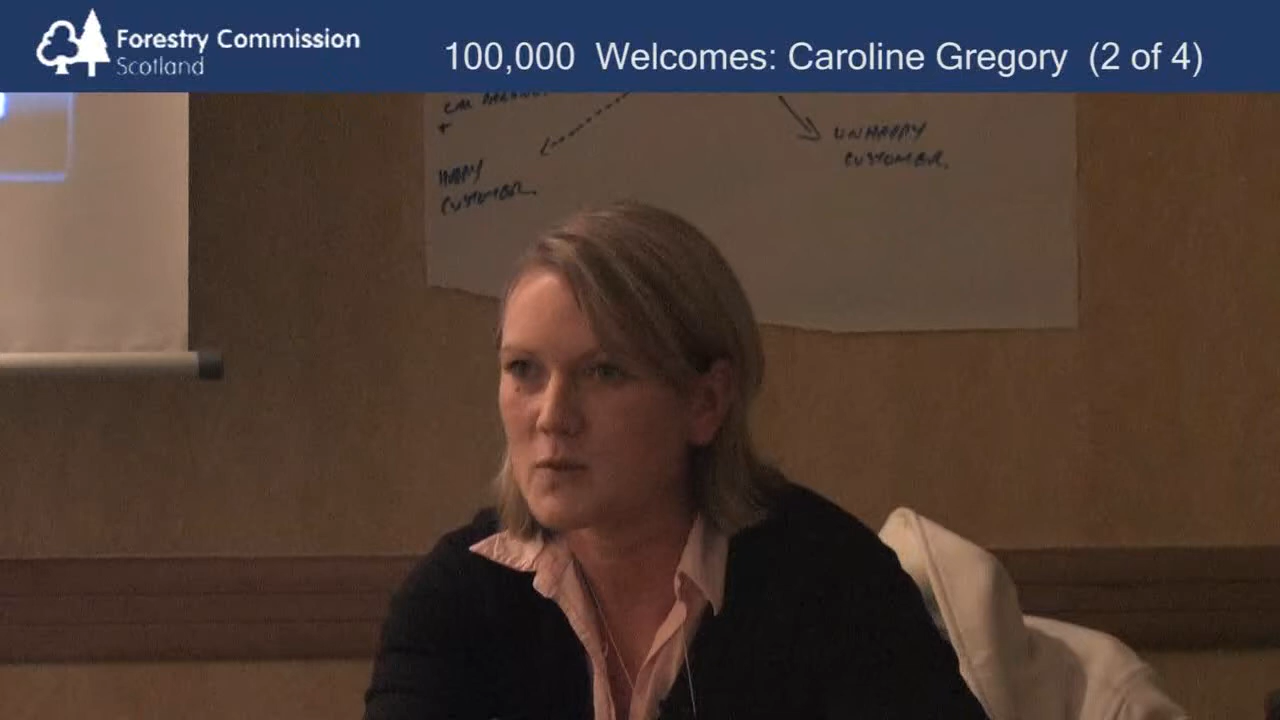 Forestry Commission
Scotland
100,000 Welcomes: Caroline Gregory (2 of 4)
+
HAPPY
CUSTOMER
UNHAPPY
CUSTOMER.